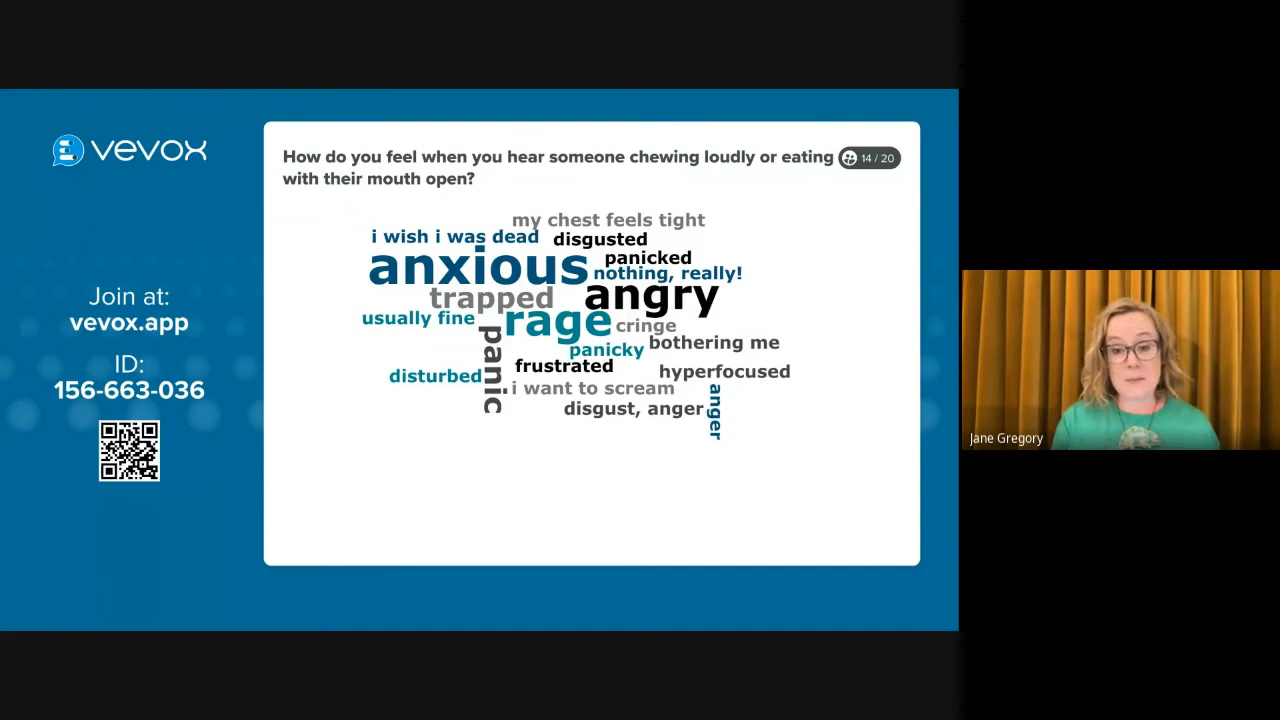 vevox
Join at:
vevox.app
ID:
156-663-036
How do you feel when you hear someone chewing loudly or eating
with their mouth open?
14 / 20
my chest feels tight
i wish i was dead
disgusted
anxious
panicked
nothing, really!
trapped
angry
usually fine
rage
cringe
panic
panicky
bothering me
frustrated
hyperfocused
disturbed
i want to scream
disgust, anger
anger
Jane Gregory